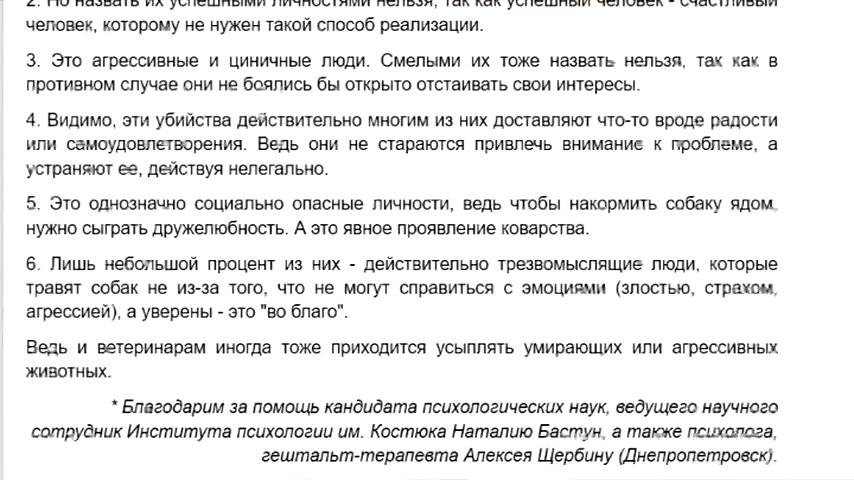 2. Но назвать их успешными личностями нельзя, так как успешный человек - счастливый
человек, которому не нужен такой способ реализации.
3. Это агрессивные и циничные люди. Смелыми их тоже назвать нельзя, так как в
противном случае они не боялись бы открыто отстаивать свои интересы.
4. Видимо, эти убийства действительно многим из них доставляют что-то вроде радости
или самоудовлетворения. Ведь они не стараются привлечь внимание к проблеме, а
устраняют ее, действуя нелегально.
5. Это однозначно социально опасные личности, ведь чтобы накормить собаку ядом,
нужно сыграть дружелюбность. А это явное проявление коварства.
6. Лишь небольшой процент из них - действительно трезвомыслящие люди, которые
травят собак не из-за того, что не могут справиться с эмоциями (злостью, страхом,
агрессией), а уверены - это "во благо".
Ведь и ветеринарам иногда тоже приходится усыплять умирающих или агрессивных
животных.
* Благодарим за помощь кандидата психологических наук, ведущего научного
сотрудник Института психологии им. Костюка Наталию Бастун, а также психолога,
гештальт-терапевта Алексея Щербину (Днепропетровск).